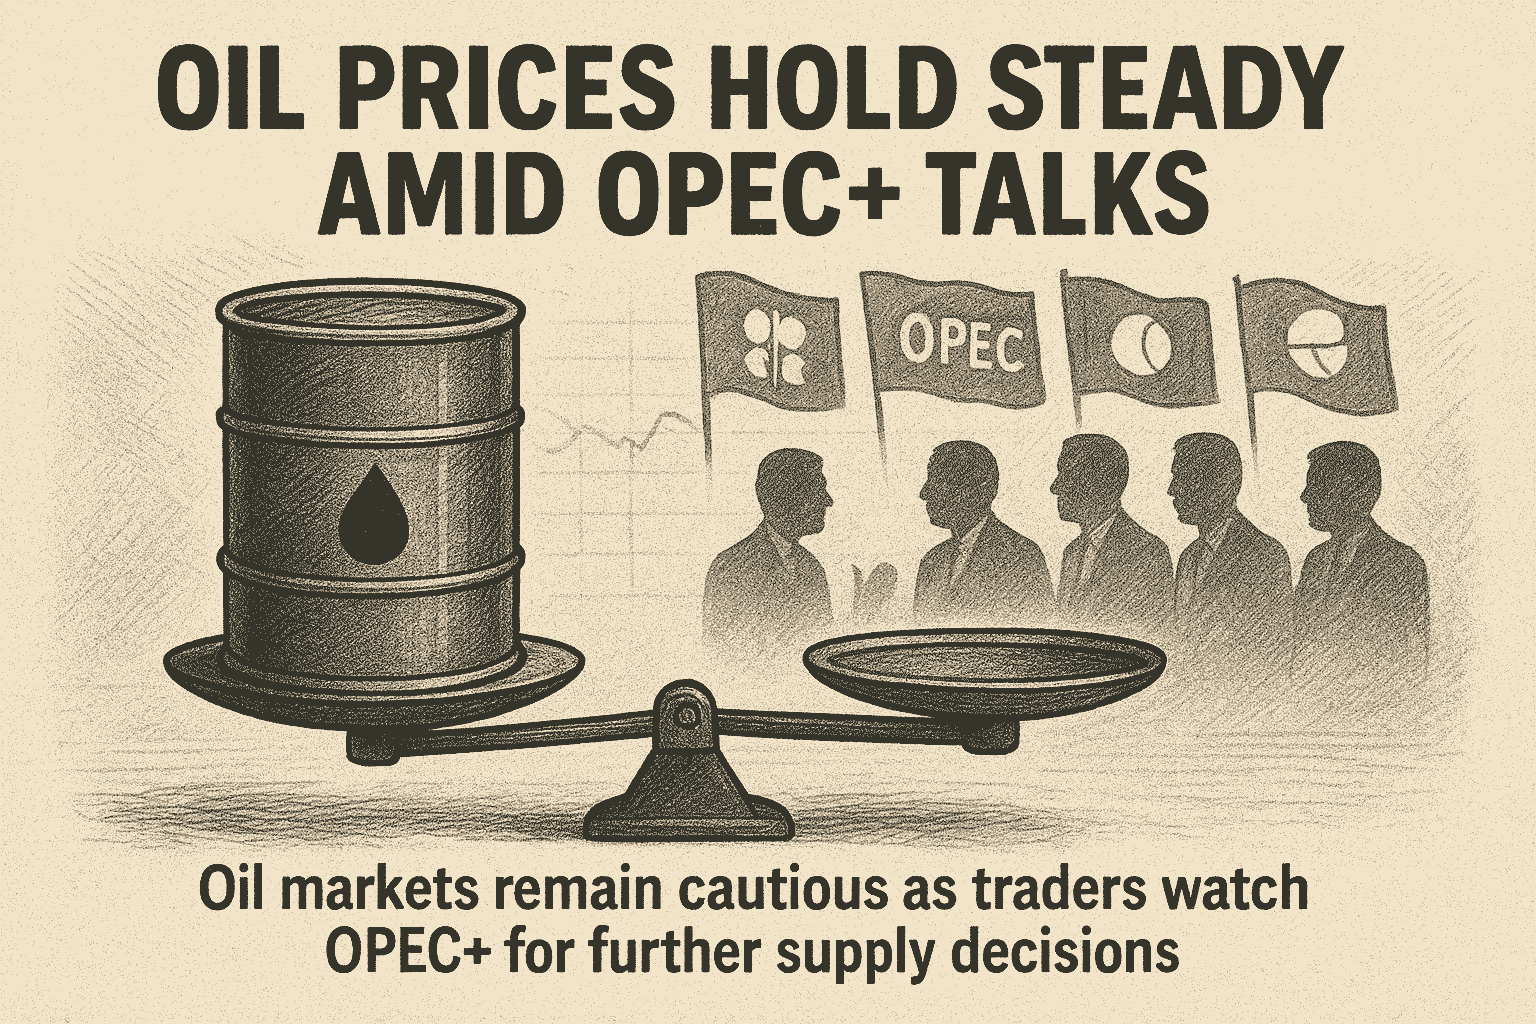 OIL PRICES HOLD STEADY
AMID OPEC+ TALKS
OPEC
Oil markets remain cautious as traders watch
OPEC+ for further supply decisions